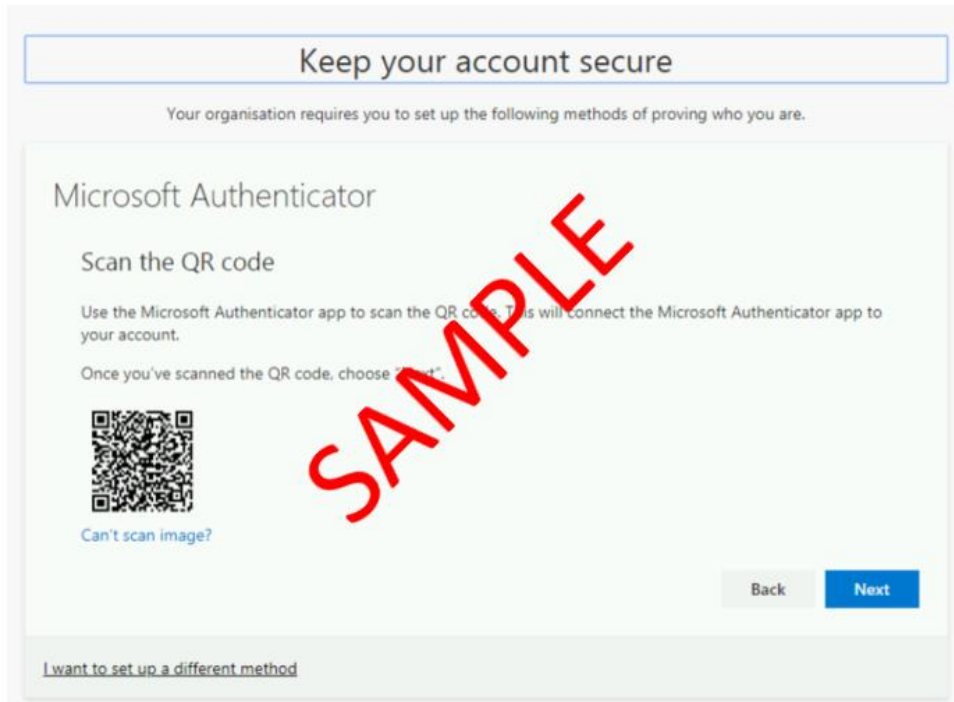 Keep your account secure
Your organisation requires you to set up the following methods of proving who you are.
Microsoft Authenticator
Scan the QR code
Use the Microsoft Authenticator app to scan the QR code. This will connect the Microsoft Authenticator app to
your account.
Once you've scanned the QR code, choose "Next".
SAMPLE
Can't scan image?
Back
Next
I want to set up a different method